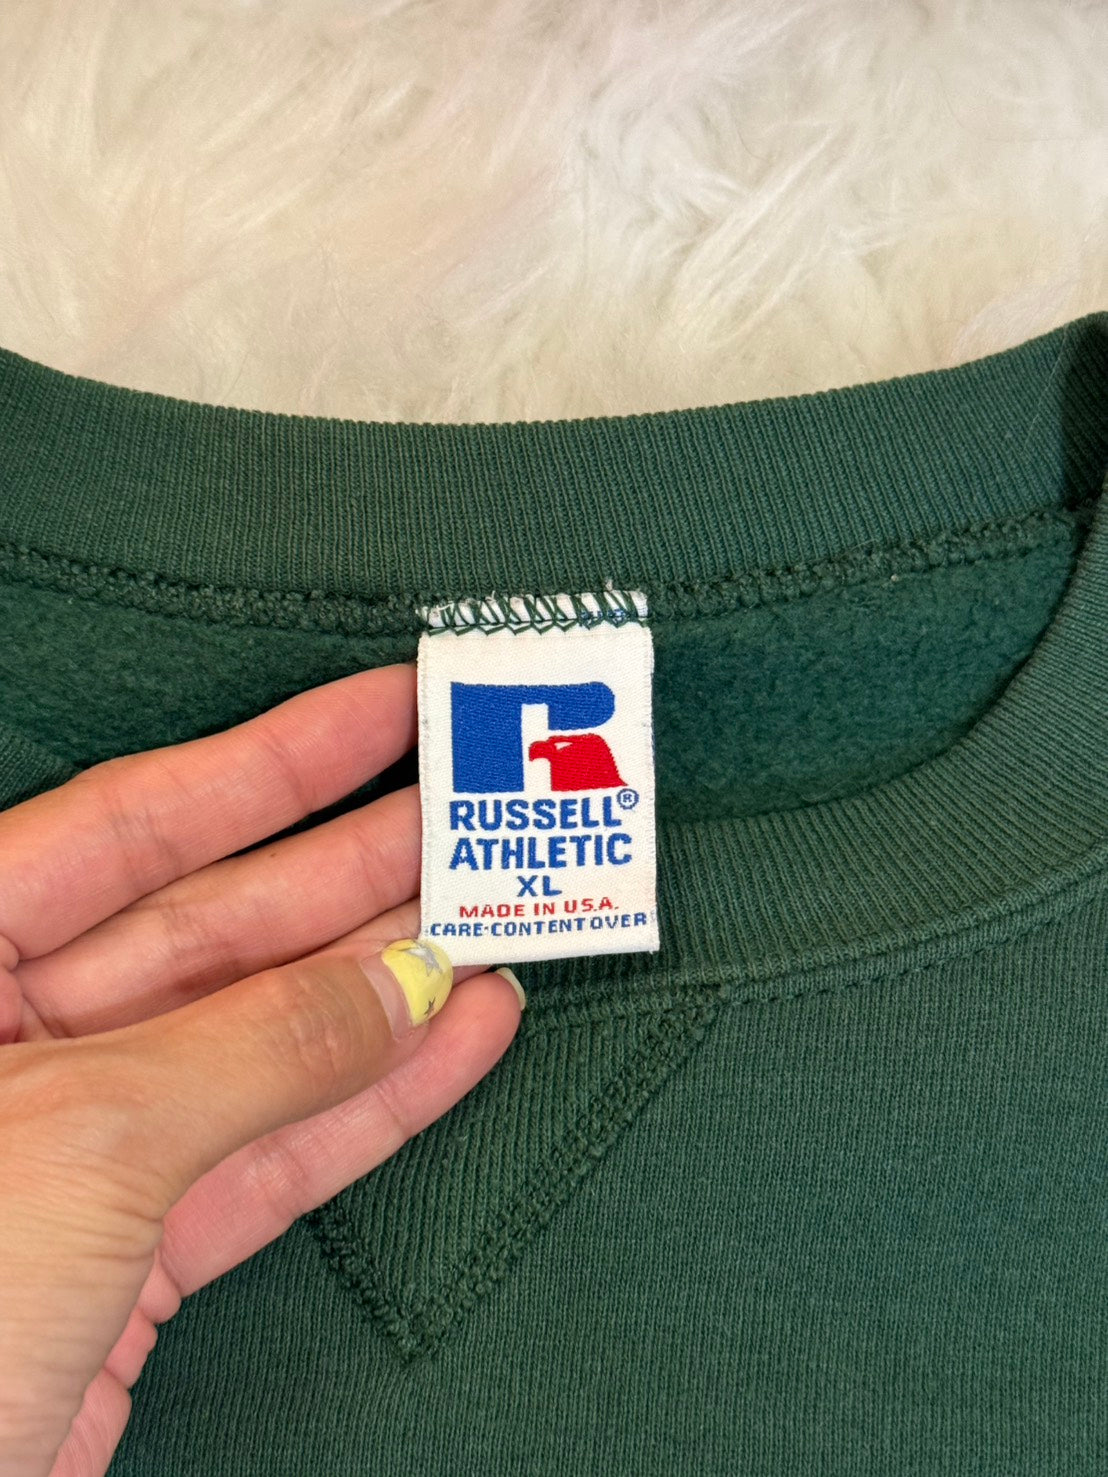 RUSSELL®
ATHLETIC
XL
MADE IN U.S.A.
CARE-CONTENT OVER